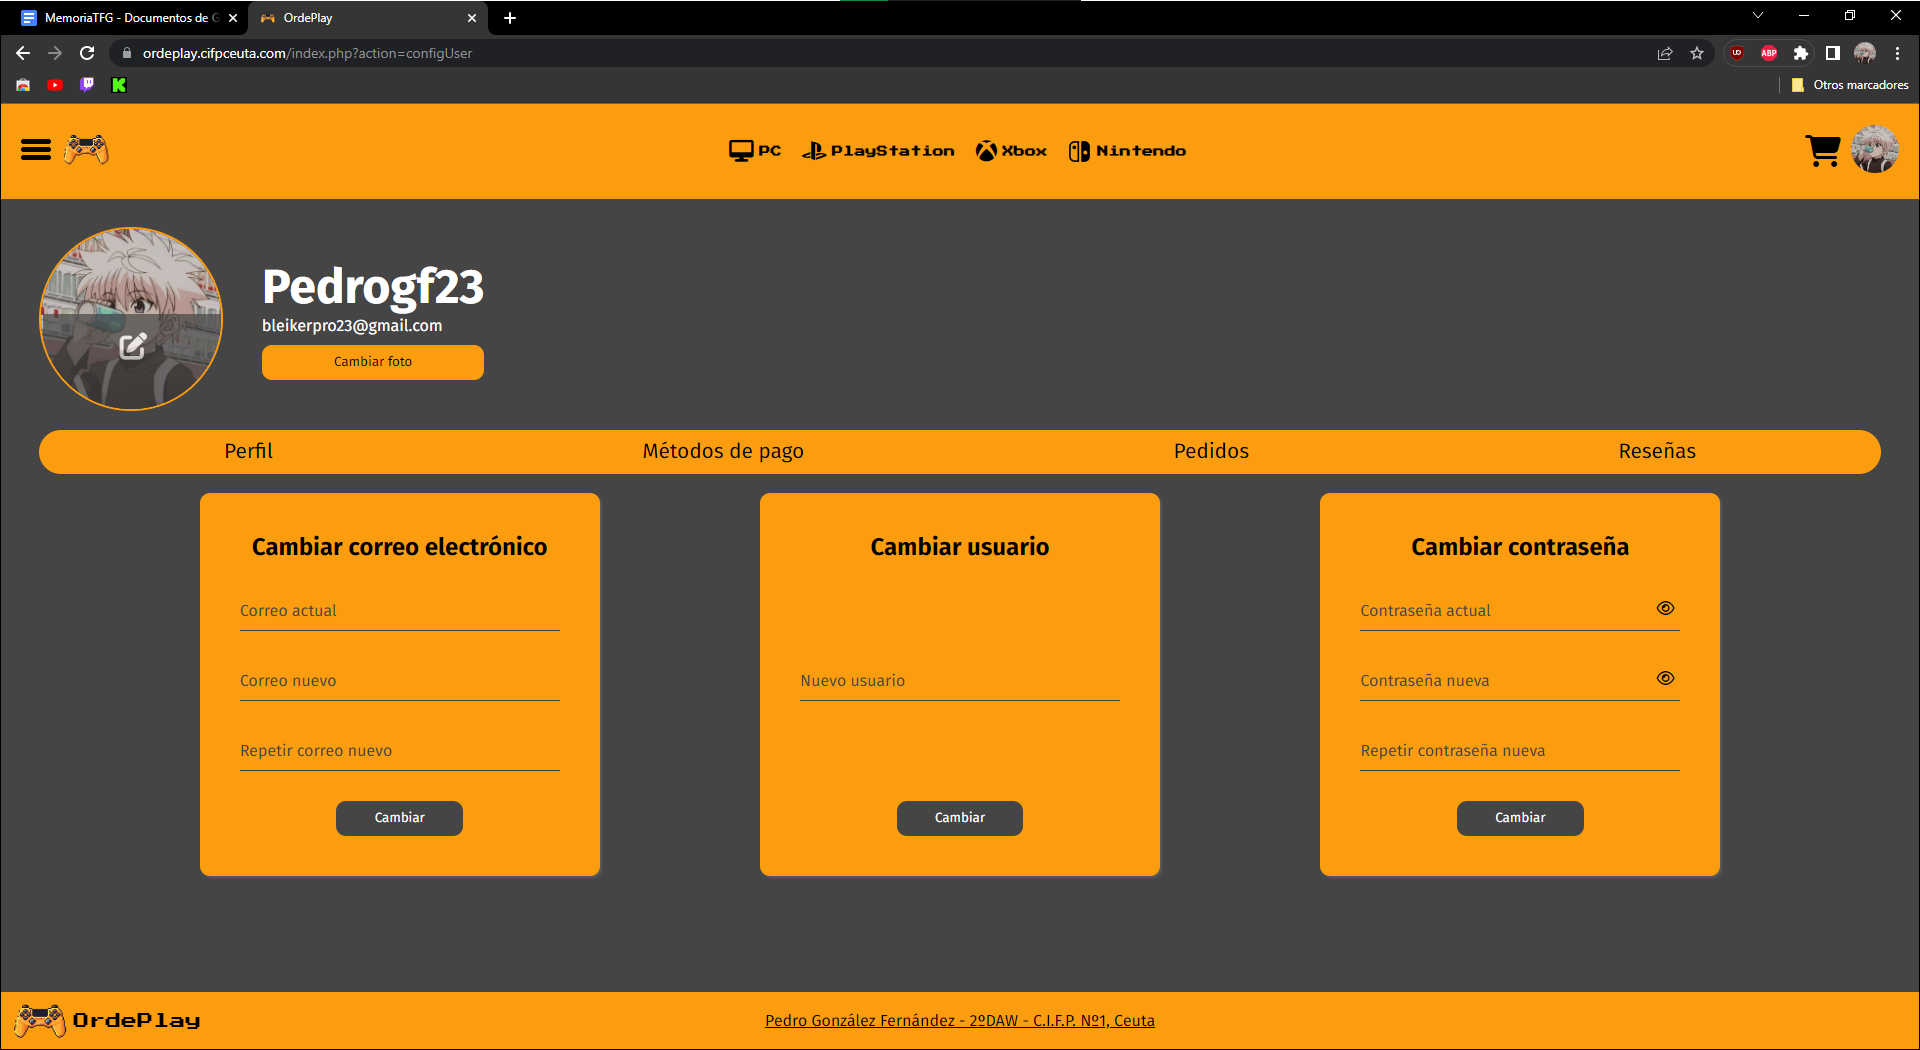 MemoriaTFG - Documentos de G
OrdePlay
ordeplay.cifpceuta.com/index.php?action=configUser
ABP
Otros marcadores
PC
PlayStation
Xbox
Nintendo
Pedrogf23
bleikerpro23@gmail.com
Cambiar foto
Perfil
Métodos de pago
Pedidos
Reseñas
Cambiar correo electrónico
Correo actual
Correo nuevo
Repetir correo nuevo
Cambiar
Cambiar usuario
Nuevo usuario
Cambiar
Cambiar contraseña
Contraseña actual
Contraseña nueva
Repetir contraseña nueva
Cambiar
OrdePlay
Pedro González Fernández - 2ºDAW - C.I.F.P. Nº1, Ceuta